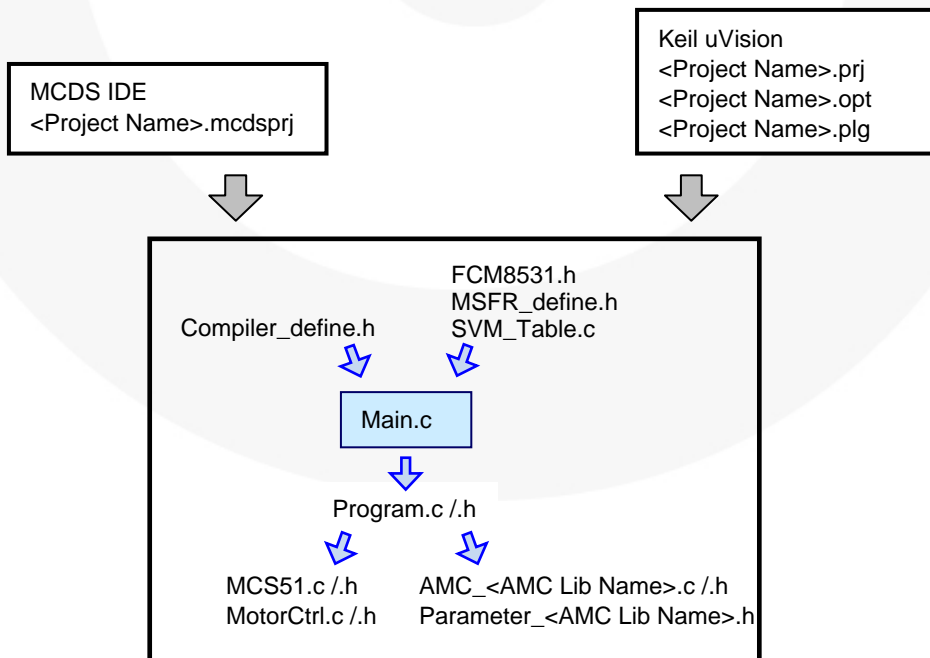 MCDS IDE
<Project Name>.mcdsprj
Keil uVision
<Project Name>.prj
<Project Name>.opt
<Project Name>.plg
Compiler_define.h
FCM8531.h
MSFR_define.h
SVM_Table.c
Main.c
Program.c /.h
MCS51.c /.h
MotorCtrl.c /.h
AMC_<AMC Lib Name>.c /.h
Parameter_<AMC Lib Name>.h